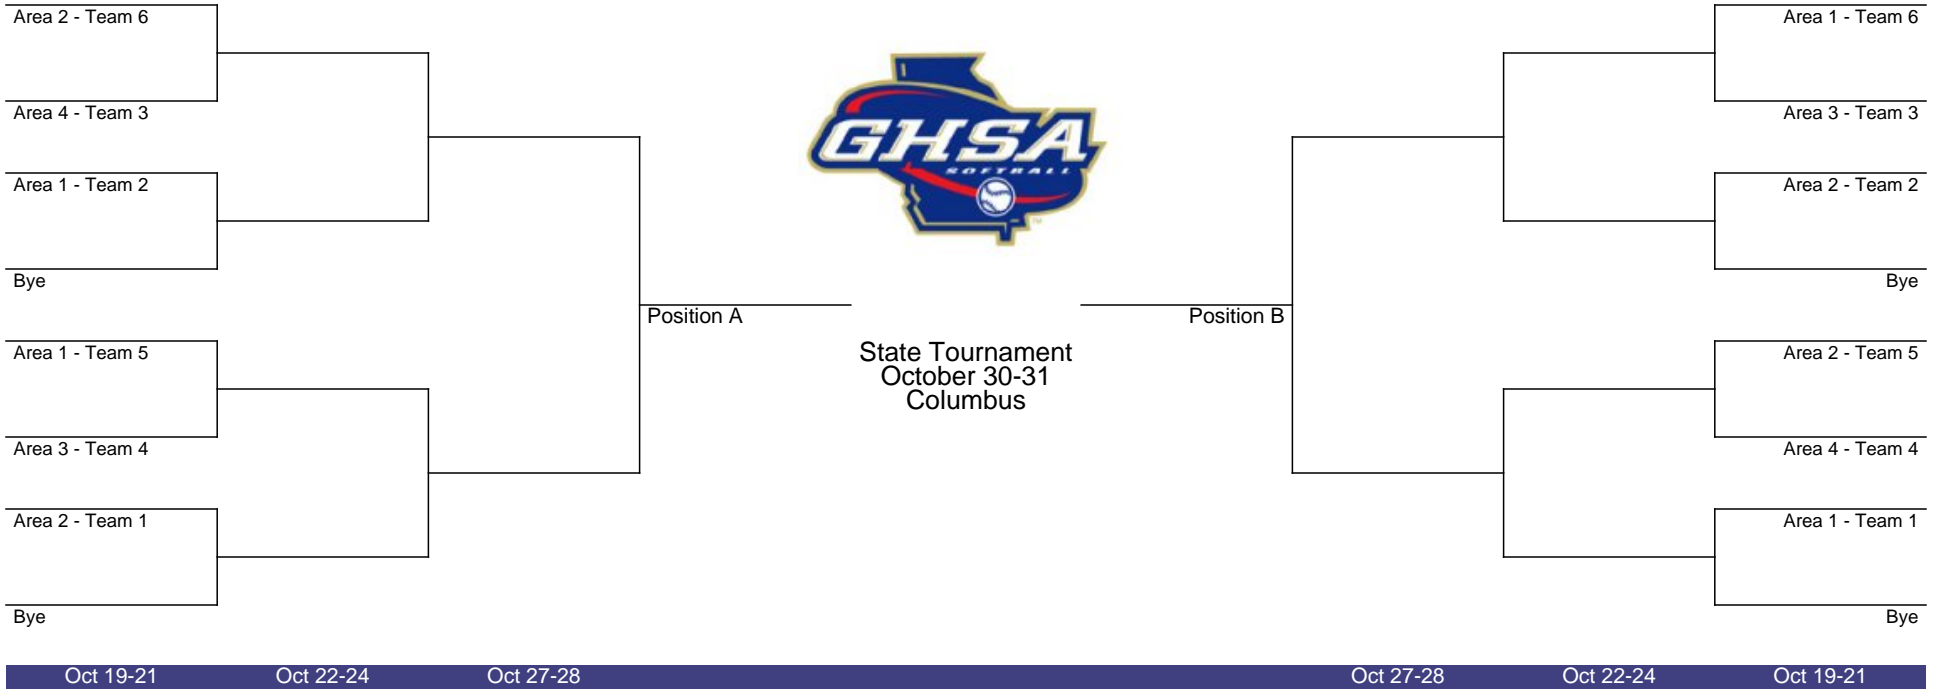 Area 2 - Team 6
Area 4 - Team 3
Area 1 - Team 2
Bye
Area 1 - Team 5
Area 3 - Team 4
Area 2 - Team 1
Bye
Position A
GHSA
SOFTBALL
TM
State Tournament
October 30-31
Columbus
Position B
Area 1 - Team 6
Area 3 - Team 3
Area 2 - Team 2
Bye
Area 2 - Team 5
Area 4 - Team 4
Area 1 - Team 1
Bye
Oct 19-21 Oct 22-24 Oct 27-28 Oct 27-28 Oct 22-24 Oct 19-21